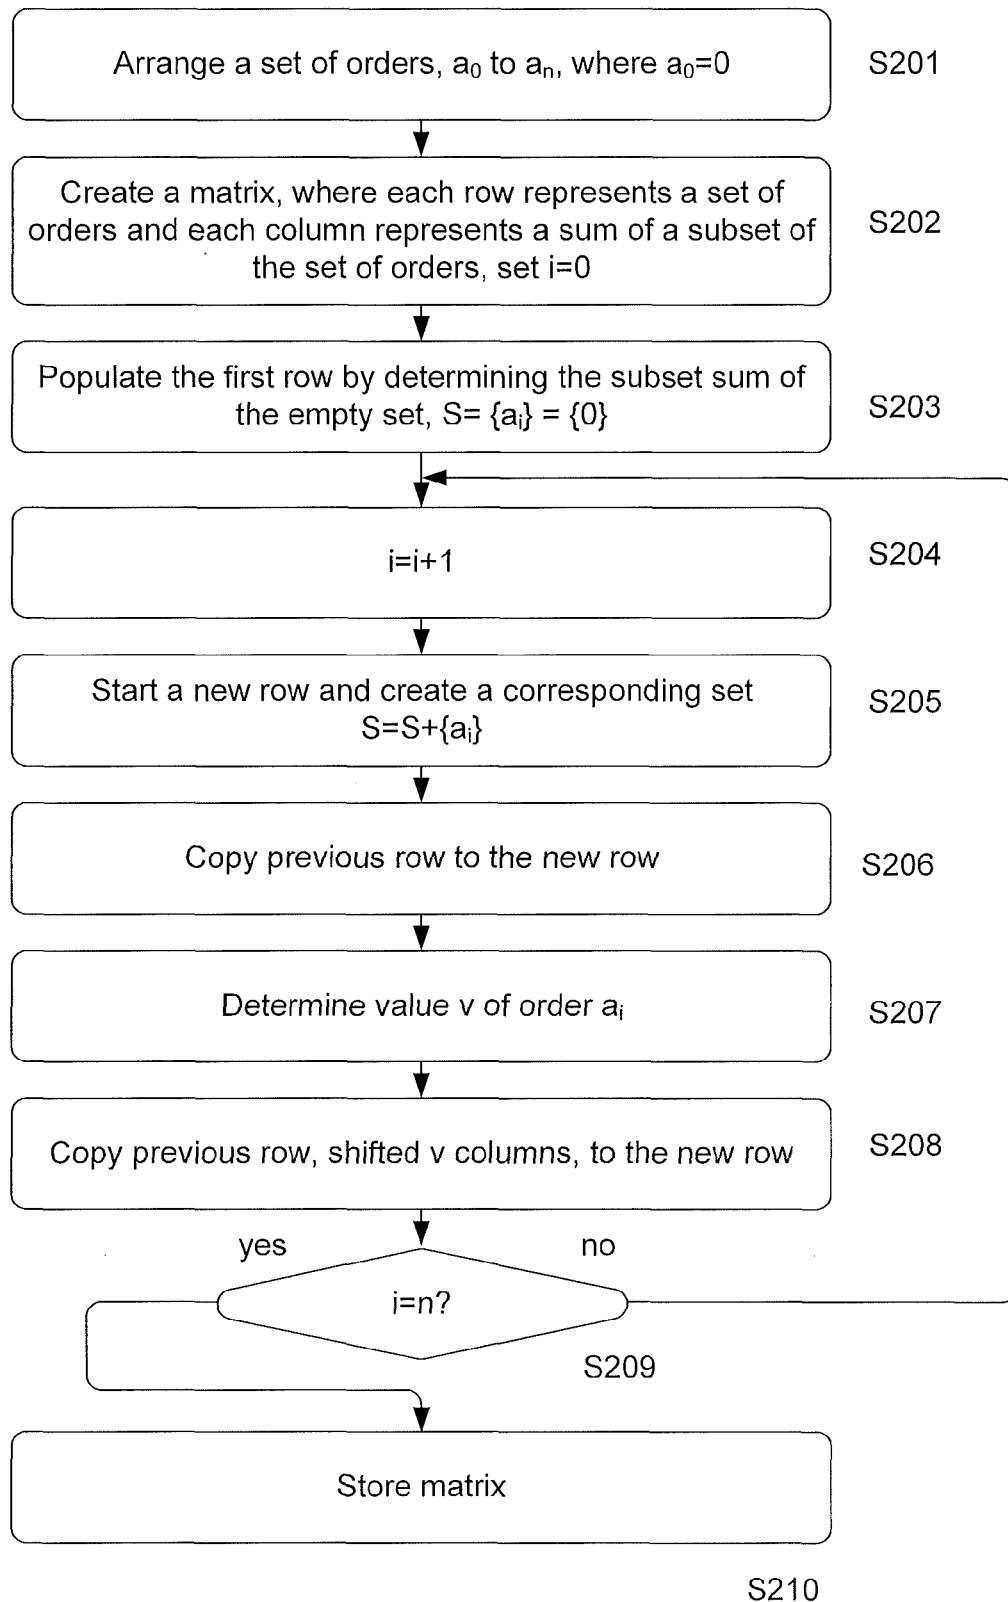 Arrange a set of orders, a₀ to aₙ, where a₀=0
S201
Create a matrix, where each row represents a set of
orders and each column represents a sum of a subset of
the set of orders, set i=0
S202
Populate the first row by determining the subset sum of
the empty set, S= {aᵢ} = {0}
S203
i=i+1
S204
Start a new row and create a corresponding set
S=S+{aᵢ}
S205
Copy previous row to the new row
S206
Determine value v of order aᵢ
S207
Copy previous row, shifted v columns, to the new row
S208
yes
no
i=n?
S209
Store matrix
S210